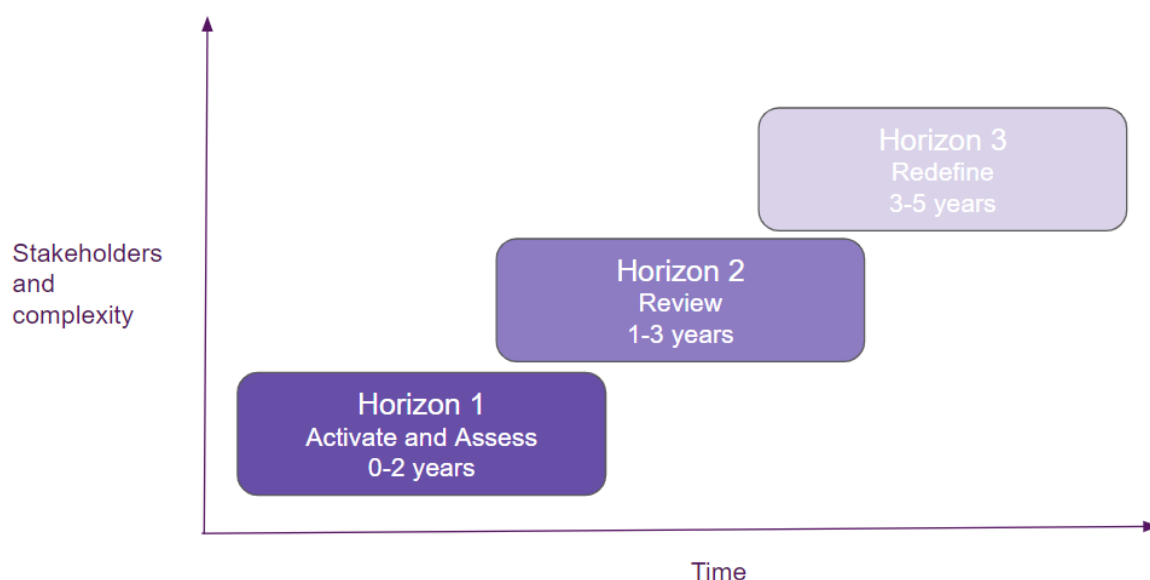 Stakeholders
and
complexity
Horizon 3
Redefine
3-5 years
Horizon 2
Review
1-3 years
Horizon 1
Activate and Assess
0-2 years
Time